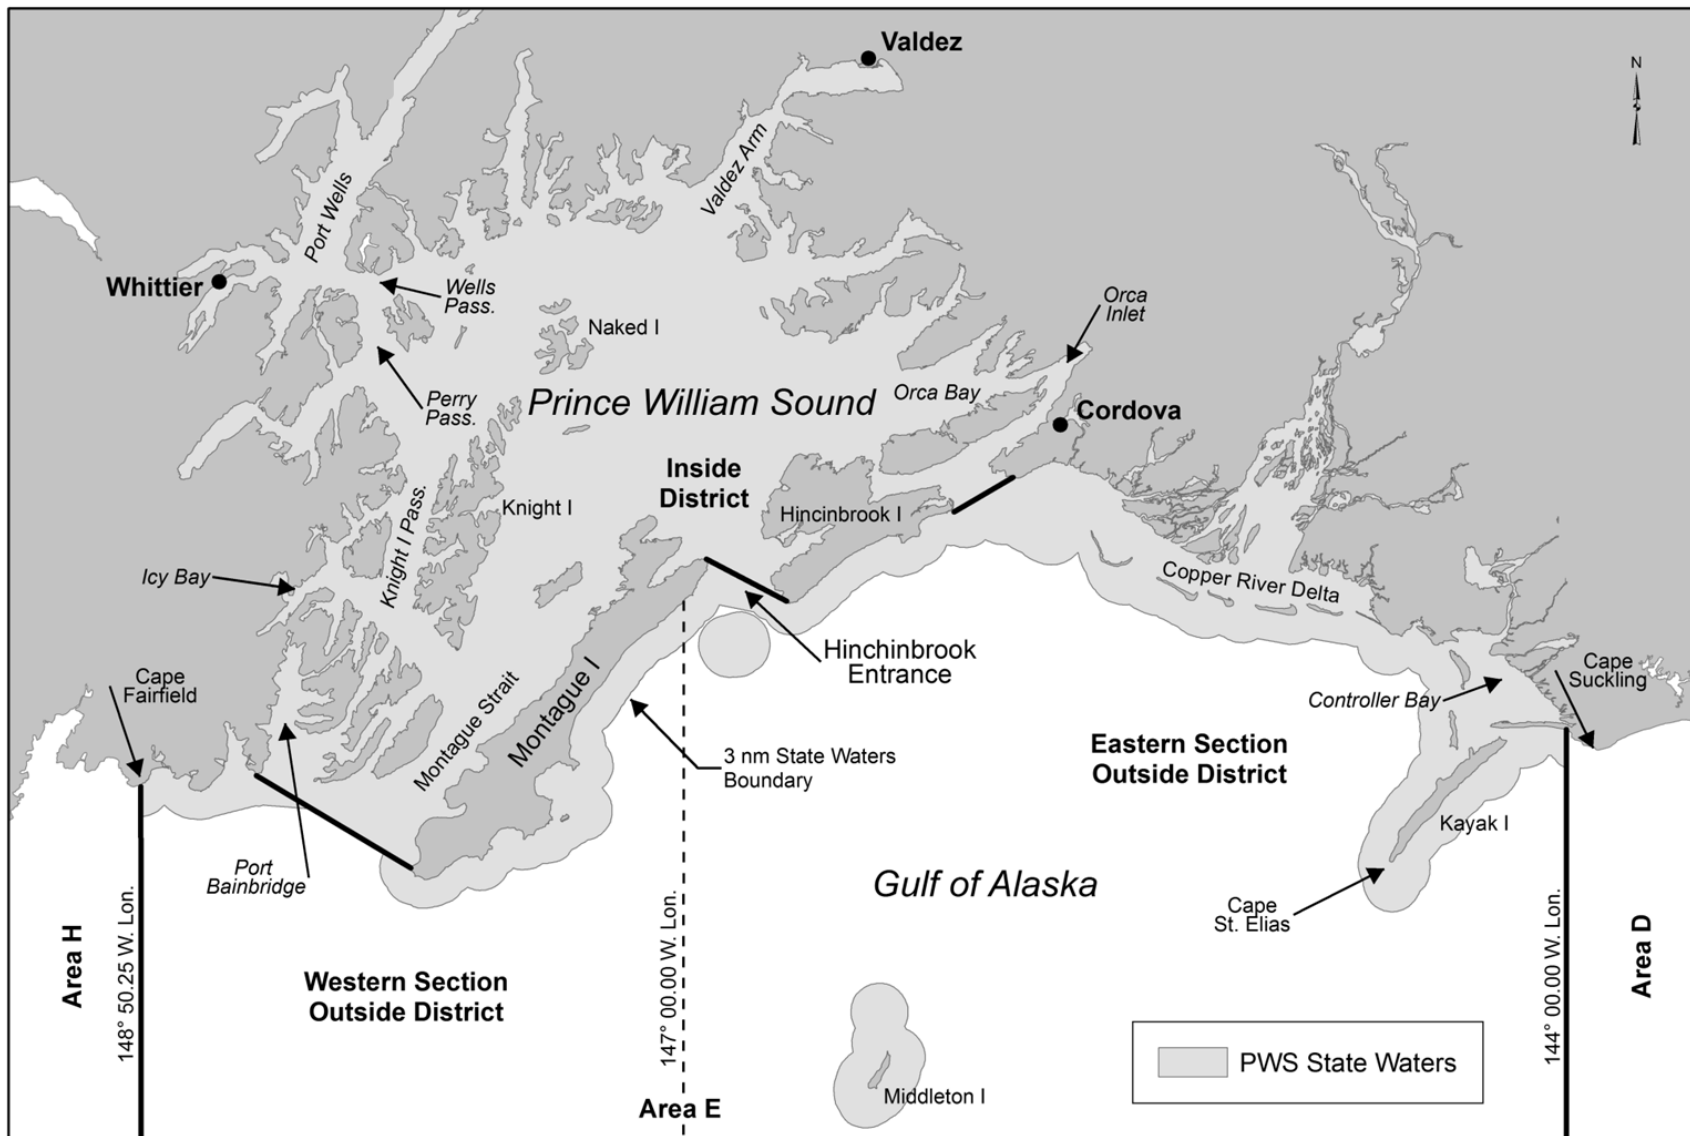 Valdez
N
Valdez Arm
Port Wells
Whittier
Wells
Pass.
Orca
Inlet
Naked I
Perry
Pass.
Prince William Sound
Orca Bay
Cordova
Inside
District
Knight I
Knight I Pass.
Hincinbrook I
Icy Bay
Copper River Delta
Hinchinbrook
Entrance
Cape
Fairfield
Montague Strait
Montague I
Cape
Suckling
Controller Bay
3 nm State Waters
Boundary
Eastern Section
Outside District
Kayak I
Port
Bainbridge
Gulf of Alaska
Cape
St. Elias
Area H
148° 50.25 W. Lon.
Western Section
Outside District
147° 00.00 W. Lon.
144° 00.00 W. Lon.
Area D
PWS State Waters
Middleton I
Area E